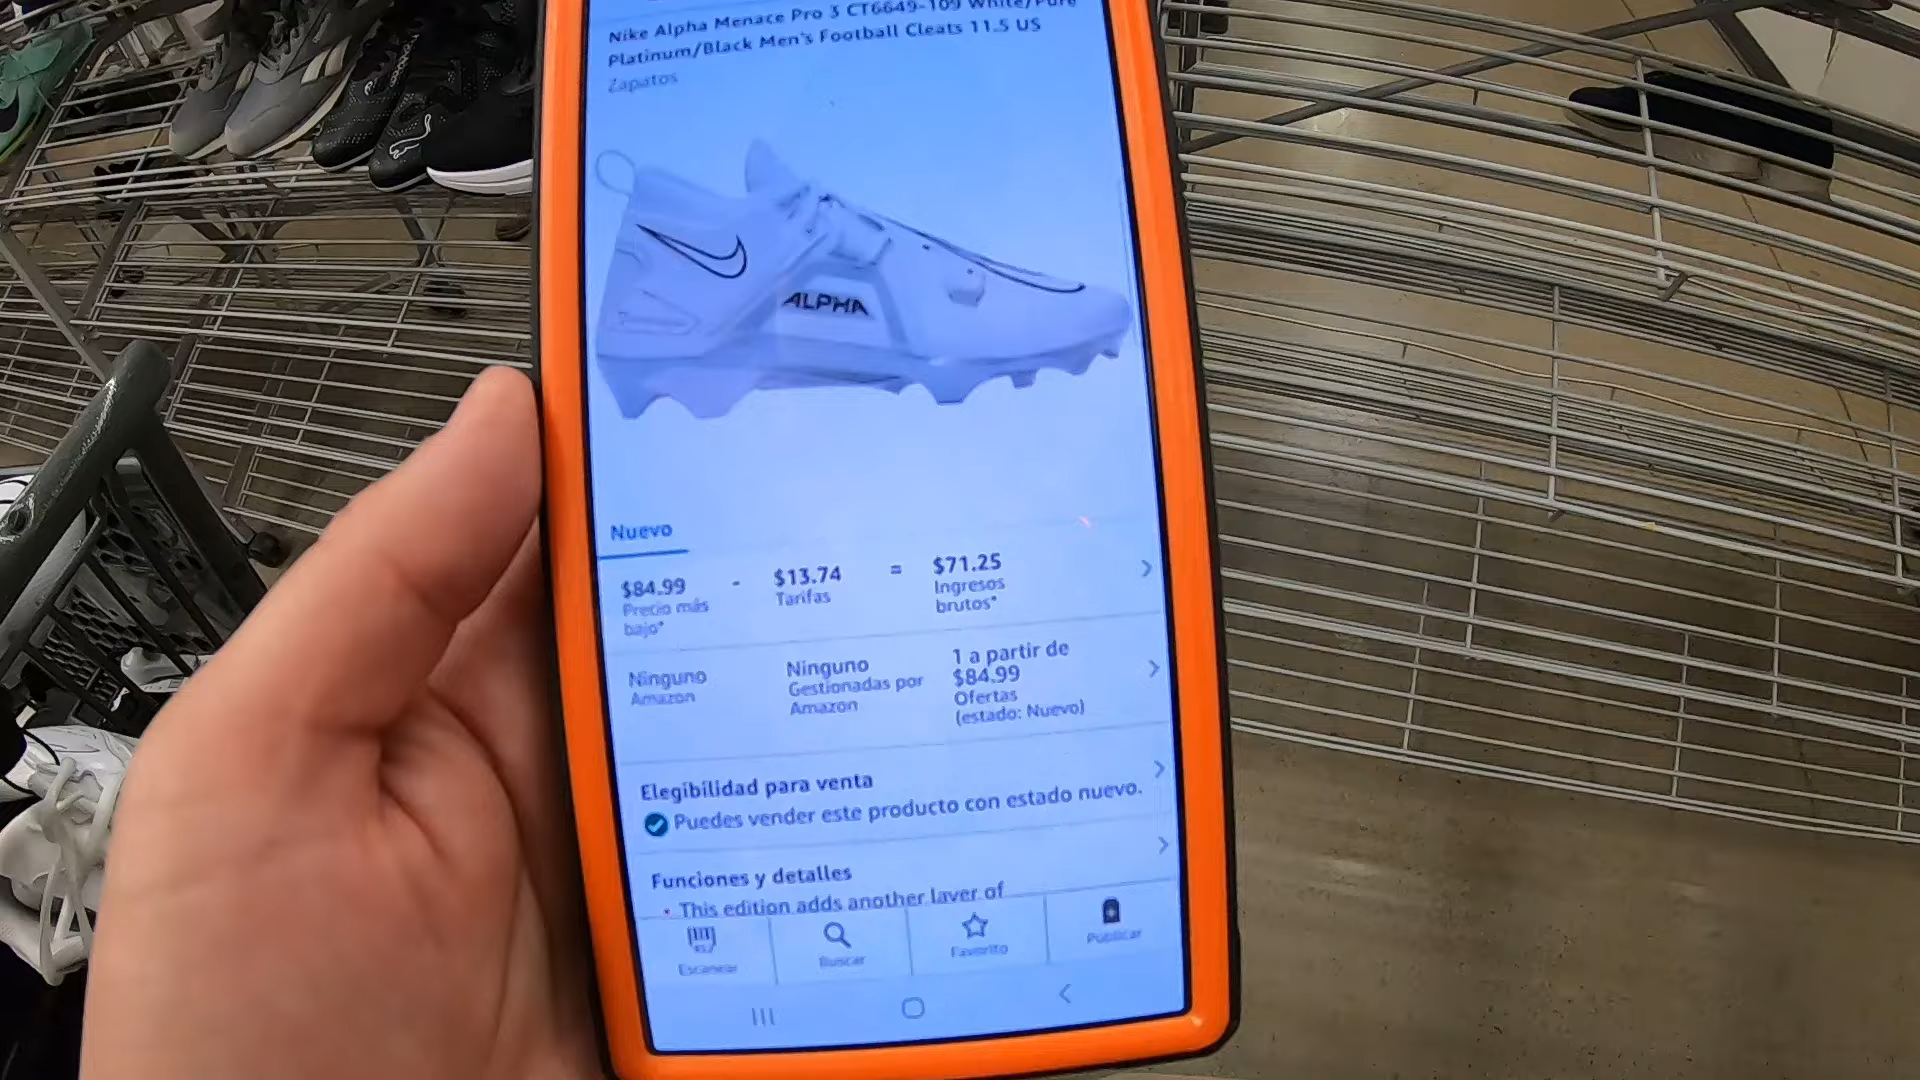 Nike Alpha Menace Pro 3 CT6649-109 White/Pure
Platinum/Black Men's Football Cleats 11.5 US
Zapatos
ALPHA
Nuevo
$84.99 - $13.74 = $71.25
Precio más bajo* Tarifas Ingresos brutos*
Ninguno
Amazon
Ninguno
Gestionadas por
Amazon
1 a partir de
$84.99
Ofertas
(estado: Nuevo)
Elegibilidad para venta
Puedes vender este producto con estado nuevo.
Funciones y detalles
• This edition adds another layer of
Escanear
Buscar
Favorito
Publicar